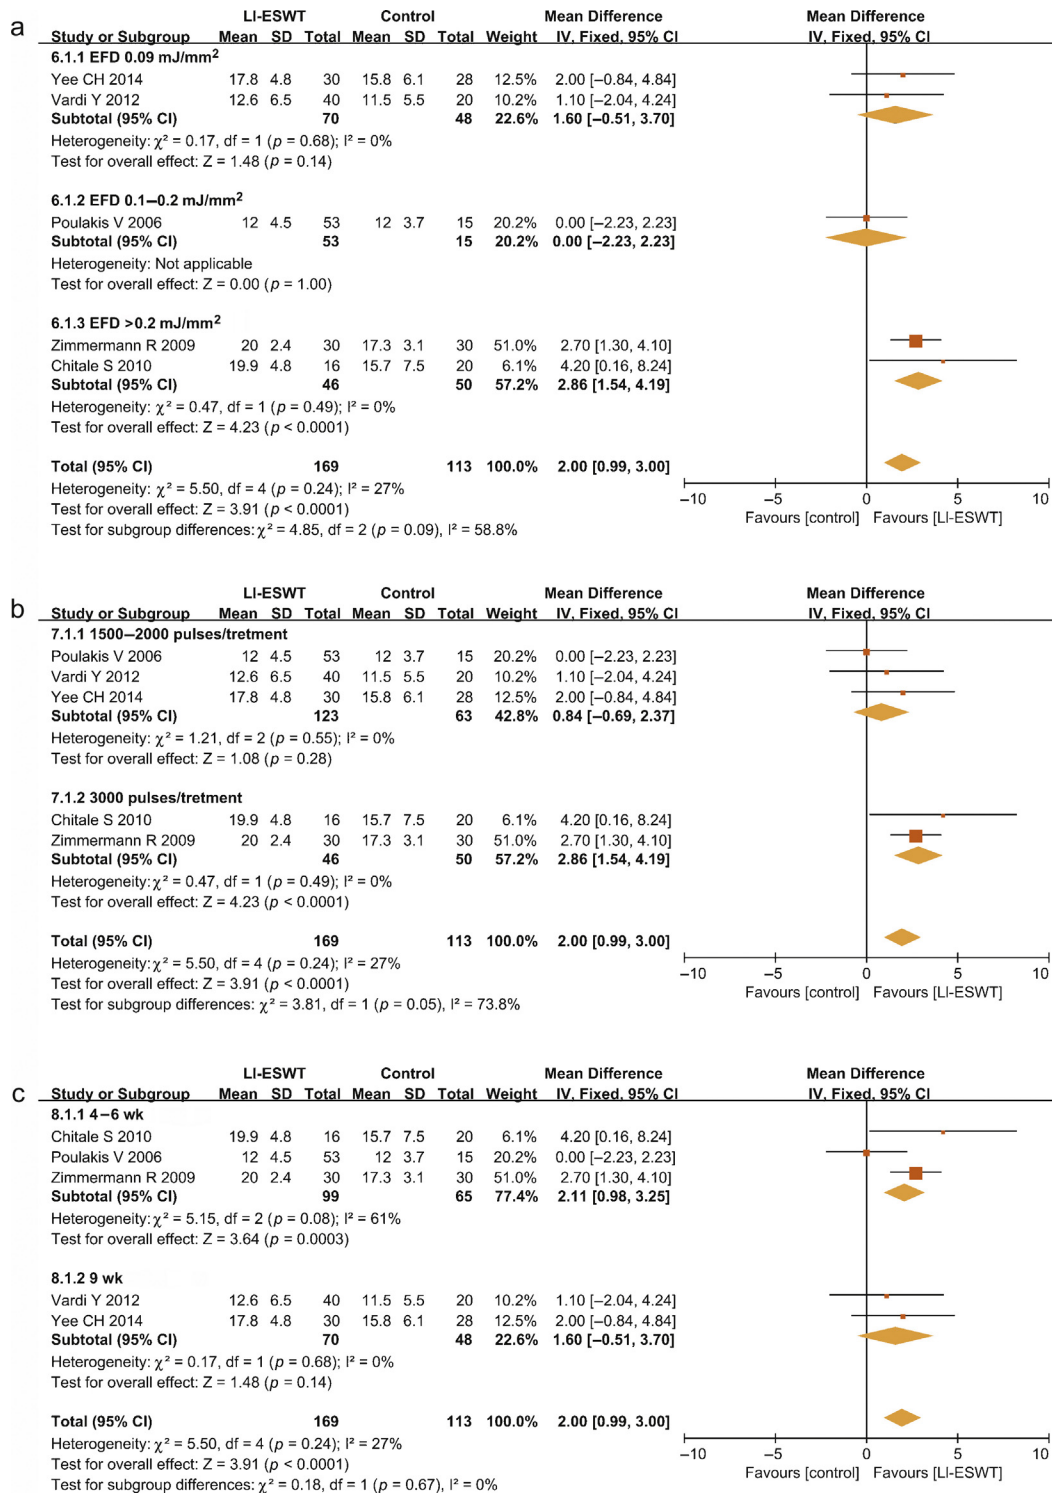 a
LI-ESWT Control Mean Difference Mean Difference
Study or Subgroup Mean SD Total Mean SD Total Weight IV, Fixed, 95% CI IV, Fixed, 95% CI
6.1.1 EFD 0.09 mJ/mm²
Yee CH 2014 17.8 4.8 30 15.8 6.1 28 12.5% 2.00 [−0.84, 4.84]
Vardi Y 2012 12.6 6.5 40 11.5 5.5 20 10.2% 1.10 [−2.04, 4.24]
Subtotal (95% CI) 70 48 22.6% 1.60 [−0.51, 3.70]
Heterogeneity: χ² = 0.17, df = 1 (p = 0.68); I² = 0%
Test for overall effect: Z = 1.48 (p = 0.14)
6.1.2 EFD 0.1−0.2 mJ/mm²
Poulakis V 2006 12 4.5 53 12 3.7 15 20.2% 0.00 [−2.23, 2.23]
Subtotal (95% CI) 53 15 20.2% 0.00 [−2.23, 2.23]
Heterogeneity: Not applicable
Test for overall effect: Z = 0.00 (p = 1.00)
6.1.3 EFD >0.2 mJ/mm²
Zimmermann R 2009 20 2.4 30 17.3 3.1 30 51.0% 2.70 [1.30, 4.10]
Chitale S 2010 19.9 4.8 16 15.7 7.5 20 6.1% 4.20 [0.16, 8.24]
Subtotal (95% CI) 46 50 57.2% 2.86 [1.54, 4.19]
Heterogeneity: χ² = 0.47, df = 1 (p = 0.49); I² = 0%
Test for overall effect: Z = 4.23 (p < 0.0001)
Total (95% CI) 169 113 100.0% 2.00 [0.99, 3.00]
Heterogeneity: χ² = 5.50, df = 4 (p = 0.24); I² = 27%
Test for overall effect: Z = 3.91 (p < 0.0001)
Test for subgroup differences: χ² = 4.85, df = 2 (p = 0.09), I² = 58.8%
−10 −5 0 5 10
Favours [control] Favours [LI-ESWT]
b
LI-ESWT Control Mean Difference Mean Difference
Study or Subgroup Mean SD Total Mean SD Total Weight IV, Fixed, 95% CI IV, Fixed, 95% CI
7.1.1 1500−2000 pulses/tretment
Poulakis V 2006 12 4.5 53 12 3.7 15 20.2% 0.00 [−2.23, 2.23]
Vardi Y 2012 12.6 6.5 40 11.5 5.5 20 10.2% 1.10 [−2.04, 4.24]
Yee CH 2014 17.8 4.8 30 15.8 6.1 28 12.5% 2.00 [−0.84, 4.84]
Subtotal (95% CI) 123 63 42.8% 0.84 [−0.69, 2.37]
Heterogeneity: χ² = 1.21, df = 2 (p = 0.55); I² = 0%
Test for overall effect: Z = 1.08 (p = 0.28)
7.1.2 3000 pulses/tretment
Chitale S 2010 19.9 4.8 16 15.7 7.5 20 6.1% 4.20 [0.16, 8.24]
Zimmermann R 2009 20 2.4 30 17.3 3.1 30 51.0% 2.70 [1.30, 4.10]
Subtotal (95% CI) 46 50 57.2% 2.86 [1.54, 4.19]
Heterogeneity: χ² = 0.47, df = 1 (p = 0.49); I² = 0%
Test for overall effect: Z = 4.23 (p < 0.0001)
Total (95% CI) 169 113 100.0% 2.00 [0.99, 3.00]
Heterogeneity: χ² = 5.50, df = 4 (p = 0.24); I² = 27%
Test for overall effect: Z = 3.91 (p < 0.0001)
Test for subgroup differences: χ² = 3.81, df = 1 (p = 0.05), I² = 73.8%
−10 −5 0 5 10
Favours [control] Favours [LI-ESWT]
c
LI-ESWT Control Mean Difference Mean Difference
Study or Subgroup Mean SD Total Mean SD Total Weight IV, Fixed, 95% CI IV, Fixed, 95% CI
8.1.1 4−6 wk
Chitale S 2010 19.9 4.8 16 15.7 7.5 20 6.1% 4.20 [0.16, 8.24]
Poulakis V 2006 12 4.5 53 12 3.7 15 20.2% 0.00 [−2.23, 2.23]
Zimmermann R 2009 20 2.4 30 17.3 3.1 30 51.0% 2.70 [1.30, 4.10]
Subtotal (95% CI) 99 65 77.4% 2.11 [0.98, 3.25]
Heterogeneity: χ² = 5.15, df = 2 (p = 0.08); I² = 61%
Test for overall effect: Z = 3.64 (p = 0.0003)
8.1.2 9 wk
Vardi Y 2012 12.6 6.5 40 11.5 5.5 20 10.2% 1.10 [−2.04, 4.24]
Yee CH 2014 17.8 4.8 30 15.8 6.1 28 12.5% 2.00 [−0.84, 4.84]
Subtotal (95% CI) 70 48 22.6% 1.60 [−0.51, 3.70]
Heterogeneity: χ² = 0.17, df = 1 (p = 0.68); I² = 0%
Test for overall effect: Z = 1.48 (p = 0.14)
Total (95% CI) 169 113 100.0% 2.00 [0.99, 3.00]
Heterogeneity: χ² = 5.50, df = 4 (p = 0.24); I² = 27%
Test for overall effect: Z = 3.91 (p < 0.0001)
Test for subgroup differences: χ² = 0.18, df = 1 (p = 0.67), I² = 0%
−10 −5 0 5 10
Favours [control] Favours [LI-ESWT]